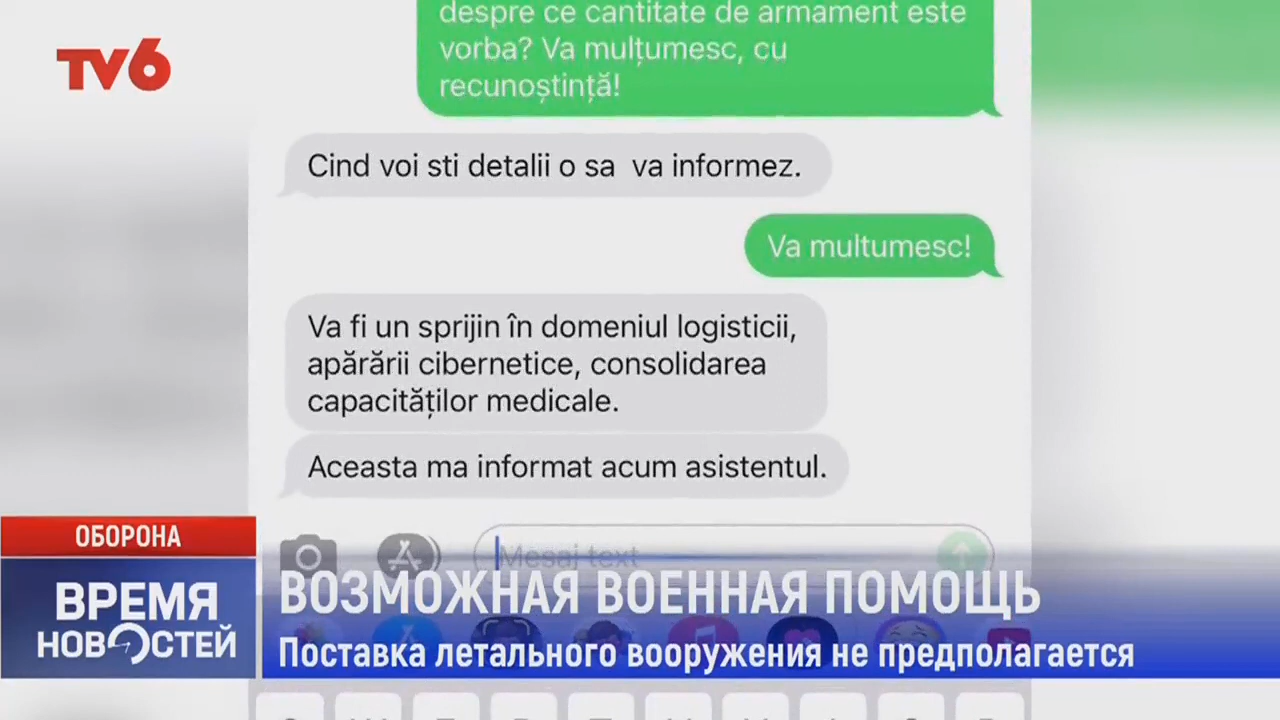 TV6
despre ce cantitate de armament este
vorba? Va mulțumesc, cu
recunoștință!
Cind voi sti detalii o sa va informez.
Va multumesc!
Va fi un sprijin în domeniul logisticii,
apărării cibernetice, consolidarea
capacităților medicale.
Aceasta ma informat acum asistentul.
Mesaj text
ОБОРОНА
ВРЕМЯ
НОВОСТЕЙ
ВОЗМОЖНАЯ ВОЕННАЯ ПОМОЩЬ
Поставка летального вооружения не предполагается